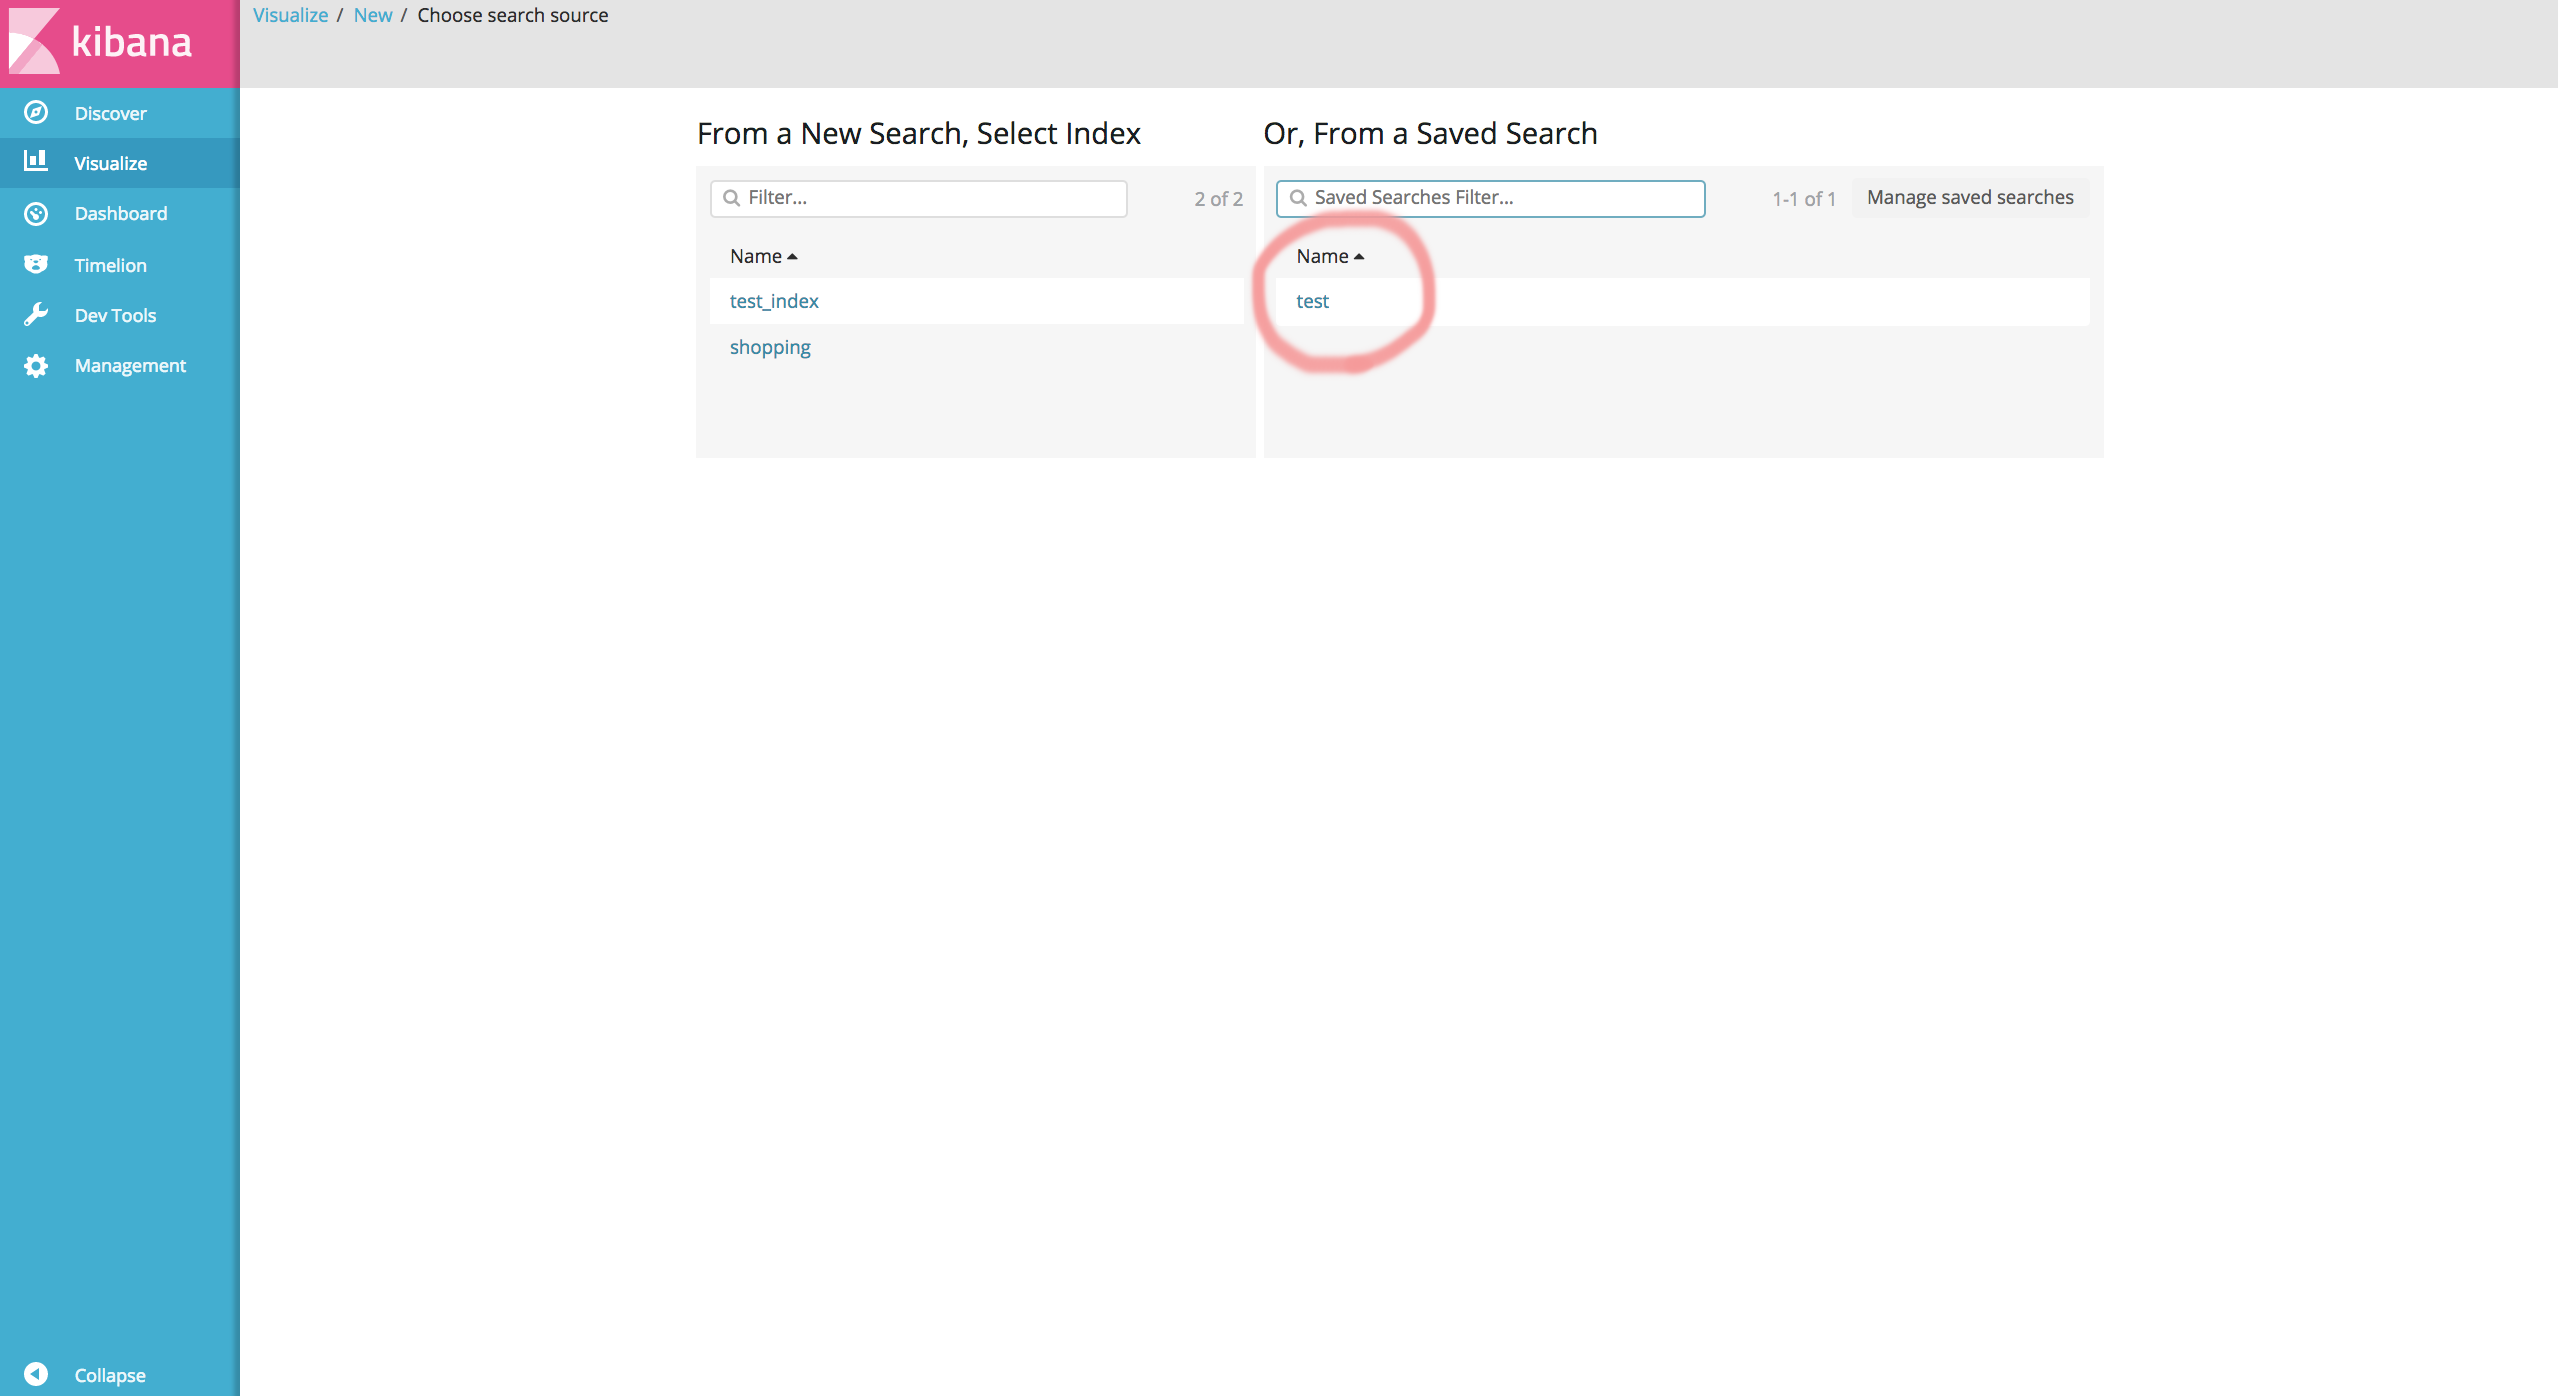 kibana
Visualize / New / Choose search source
Discover
Visualize
Dashboard
Timelion
Dev Tools
Management
Collapse
From a New Search, Select Index
Filter...
2 of 2
Name
test_index
shopping
Or, From a Saved Search
Saved Searches Filter...
1-1 of 1
Manage saved searches
Name
test